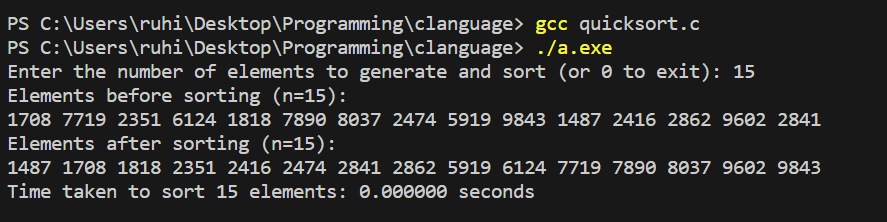 PS C:\Users\ruhi\Desktop\Programming\clanguage> gcc quicksort.c
PS C:\Users\ruhi\Desktop\Programming\clanguage> ./a.exe
Enter the number of elements to generate and sort (or 0 to exit): 15
Elements before sorting (n=15):
1708 7719 2351 6124 1818 7890 8037 2474 5919 9843 1487 2416 2862 9602 2841
Elements after sorting (n=15):
1487 1708 1818 2351 2416 2474 2841 2862 5919 6124 7719 7890 8037 9602 9843
Time taken to sort 15 elements: 0.000000 seconds